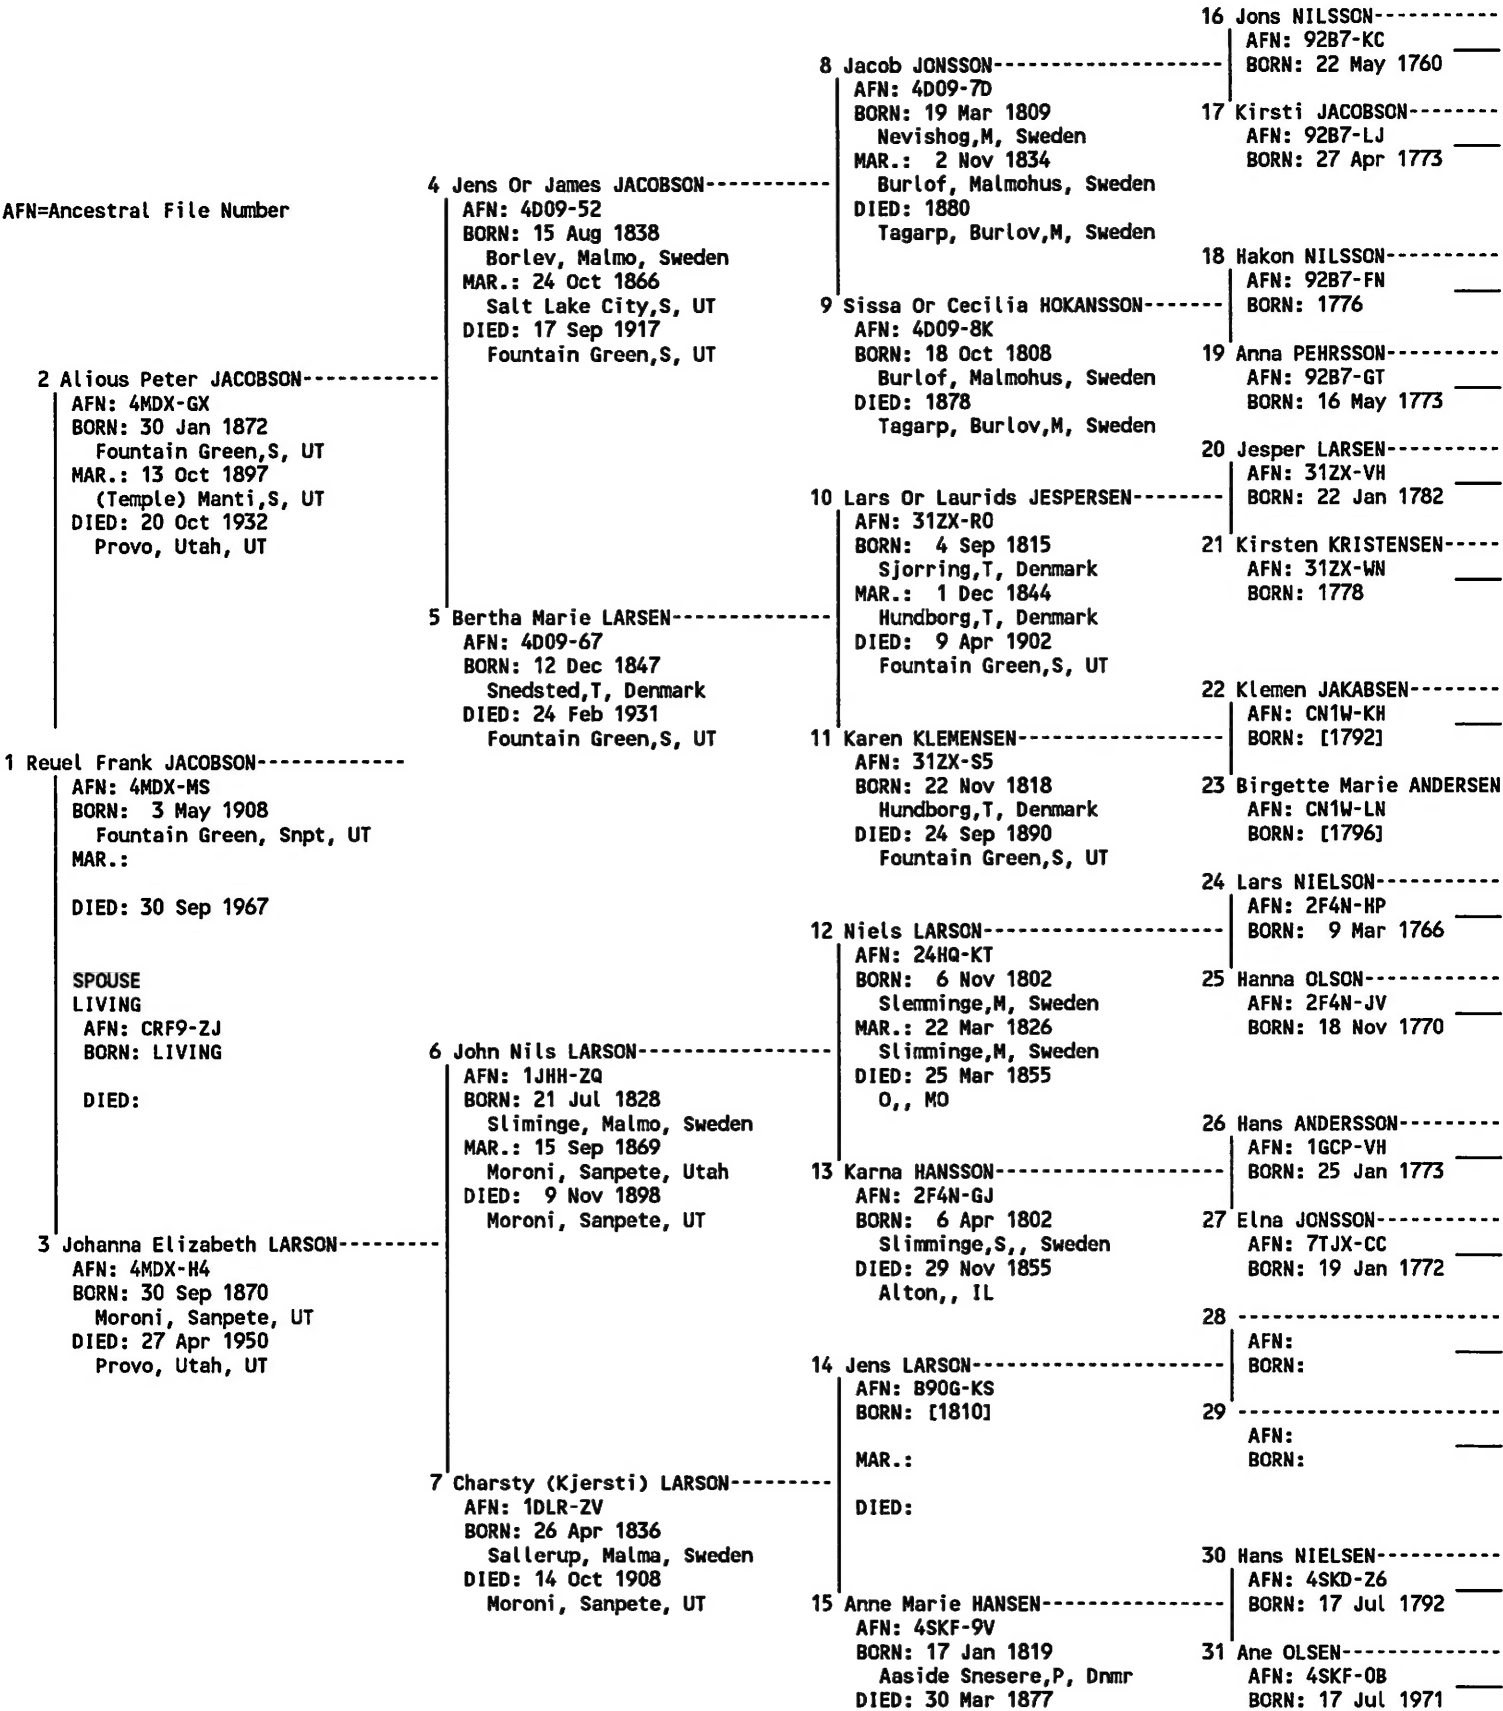 AFN=Ancestral File Number
1 Reuel Frank JACOBSON
AFN: 4MDX-MS
BORN: 3 May 1908
Fountain Green, Snpt, UT
MAR.:
DIED: 30 Sep 1967
SPOUSE
LIVING
AFN: CRF9-ZJ
BORN: LIVING
DIED:
2 Alious Peter JACOBSON
AFN: 4MDX-GX
BORN: 30 Jan 1872
Fountain Green,S, UT
MAR.: 13 Oct 1897
(Temple) Manti,S, UT
DIED: 20 Oct 1932
Provo, Utah, UT
3 Johanna Elizabeth LARSON
AFN: 4MDX-H4
BORN: 30 Sep 1870
Moroni, Sanpete, UT
DIED: 27 Apr 1950
Provo, Utah, UT
4 Jens Or James JACOBSON
AFN: 4D09-52
BORN: 15 Aug 1838
Borlev, Malmo, Sweden
MAR.: 24 Oct 1866
Salt Lake City,S, UT
DIED: 17 Sep 1917
Fountain Green,S, UT
5 Bertha Marie LARSEN
AFN: 4D09-67
BORN: 12 Dec 1847
Snedsted,T, Denmark
DIED: 24 Feb 1931
Fountain Green,S, UT
6 John Nils LARSON
AFN: 1JHH-ZQ
BORN: 21 Jul 1828
Sliminge, Malmo, Sweden
MAR.: 15 Sep 1869
Moroni, Sanpete, Utah
DIED: 9 Nov 1898
Moroni, Sanpete, UT
7 Charsty (Kjersti) LARSON
AFN: 1DLR-ZV
BORN: 26 Apr 1836
Sallerup, Malma, Sweden
DIED: 14 Oct 1908
Moroni, Sanpete, UT
8 Jacob JONSSON
AFN: 4D09-7D
BORN: 19 Mar 1809
Nevishog,M, Sweden
MAR.: 2 Nov 1834
Burlof, Malmohus, Sweden
DIED: 1880
Tagarp, Burlov,M, Sweden
9 Sissa Or Cecilia HOKANSSON
AFN: 4D09-8K
BORN: 18 Oct 1808
Burlof, Malmohus, Sweden
DIED: 1878
Tagarp, Burlov,M, Sweden
10 Lars Or Laurids JESPERSEN
AFN: 31ZX-R0
BORN: 4 Sep 1815
Sjorring,T, Denmark
MAR.: 1 Dec 1844
Hundborg,T, Denmark
DIED: 9 Apr 1902
Fountain Green,S, UT
11 Karen KLEMENSEN
AFN: 31ZX-S5
BORN: 22 Nov 1818
Hundborg,T, Denmark
DIED: 24 Sep 1890
Fountain Green,S, UT
12 Niels LARSON
AFN: 24HQ-KT
BORN: 6 Nov 1802
Slemminge,M, Sweden
MAR.: 22 Mar 1826
Slimminge,M, Sweden
DIED: 25 Mar 1855
O,, MO
13 Karna HANSSON
AFN: 2F4N-GJ
BORN: 6 Apr 1802
Slimminge,S,, Sweden
DIED: 29 Nov 1855
Alton,, IL
14 Jens LARSON
AFN: B90G-KS
BORN: [1810]
MAR.:
DIED:
15 Anne Marie HANSEN
AFN: 4SKF-9V
BORN: 17 Jan 1819
Aaside Snesere,P, Dnmr
DIED: 30 Mar 1877
16 Jons NILSSON
AFN: 92B7-KC
BORN: 22 May 1760
17 Kirsti JACOBSON
AFN: 92B7-LJ
BORN: 27 Apr 1773
18 Hakon NILSSON
AFN: 92B7-FN
BORN: 1776
19 Anna PEHRSSON
AFN: 92B7-GT
BORN: 16 May 1773
20 Jesper LARSEN
AFN: 31ZX-VH
BORN: 22 Jan 1782
21 Kirsten KRISTENSEN
AFN: 31ZX-WN
BORN: 1778
22 Klemen JAKABSEN
AFN: CN1W-KH
BORN: [1792]
23 Birgette Marie ANDERSEN
AFN: CN1W-LN
BORN: [1796]
24 Lars NIELSON
AFN: 2F4N-HP
BORN: 9 Mar 1766
25 Hanna OLSON
AFN: 2F4N-JV
BORN: 18 Nov 1770
26 Hans ANDERSSON
AFN: 1GCP-VH
BORN: 25 Jan 1773
27 Elna JONSSON
AFN: 7TJX-CC
BORN: 19 Jan 1772
28
AFN:
BORN:
29
AFN:
BORN:
30 Hans NIELSEN
AFN: 4SKD-Z6
BORN: 17 Jul 1792
31 Ane OLSEN
AFN: 4SKF-0B
BORN: 17 Jul 1971